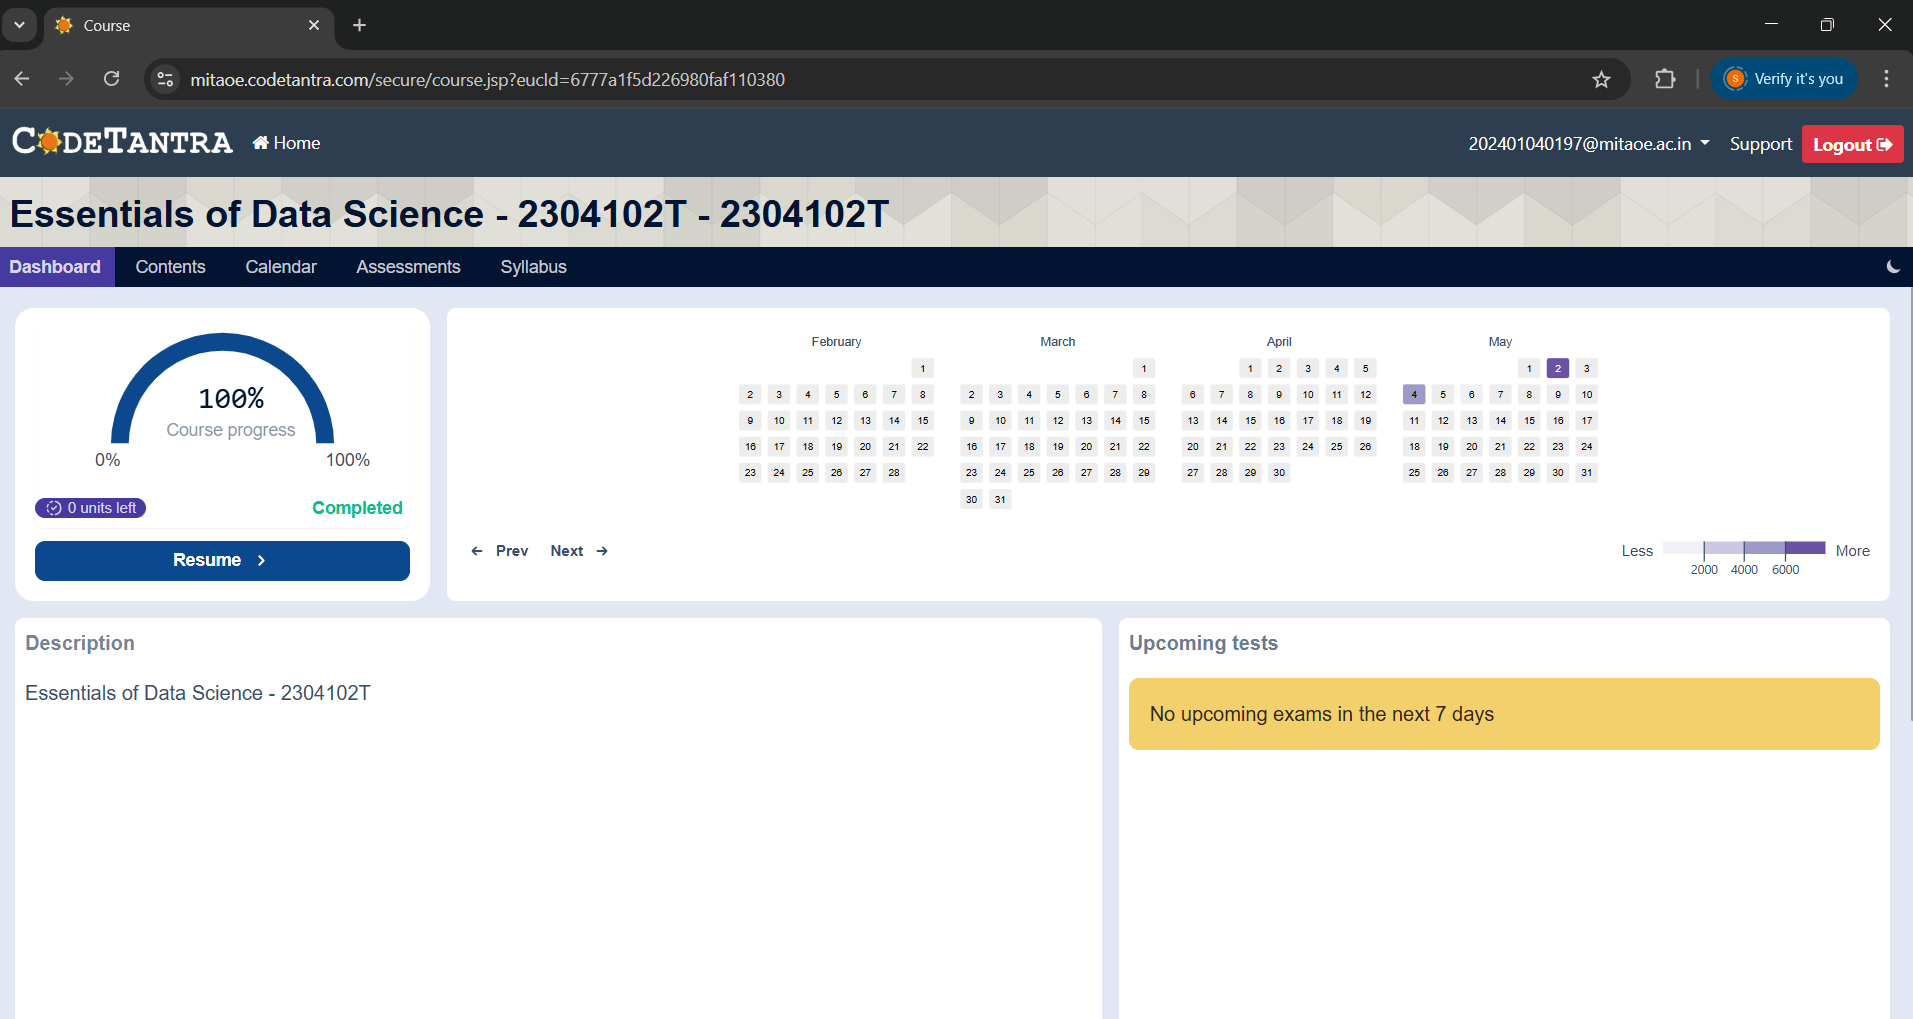 Course
mitaoe.codetantra.com/secure/course.jsp?eucId=6777a1f5d226980faf110380
S Verify it's you
CODETANTRA Home 202401040197@mitaoe.ac.in Support Logout
Essentials of Data Science - 2304102T - 2304102T
Dashboard Contents Calendar Assessments Syllabus
100%
Course progress
0% 100%
0 units left Completed
Resume
February March April May
1 1 1 2 3 4 5 1 2 3
2 3 4 5 6 7 8 2 3 4 5 6 7 8 6 7 8 9 10 11 12 4 5 6 7 8 9 10
9 10 11 12 13 14 15 9 10 11 12 13 14 15 13 14 15 16 17 18 19 11 12 13 14 15 16 17
16 17 18 19 20 21 22 16 17 18 19 20 21 22 20 21 22 23 24 25 26 18 19 20 21 22 23 24
23 24 25 26 27 28 23 24 25 26 27 28 29 27 28 29 30 25 26 27 28 29 30 31
30 31
Prev Next Less More
2000 4000 6000
Description
Essentials of Data Science - 2304102T
Upcoming tests
No upcoming exams in the next 7 days